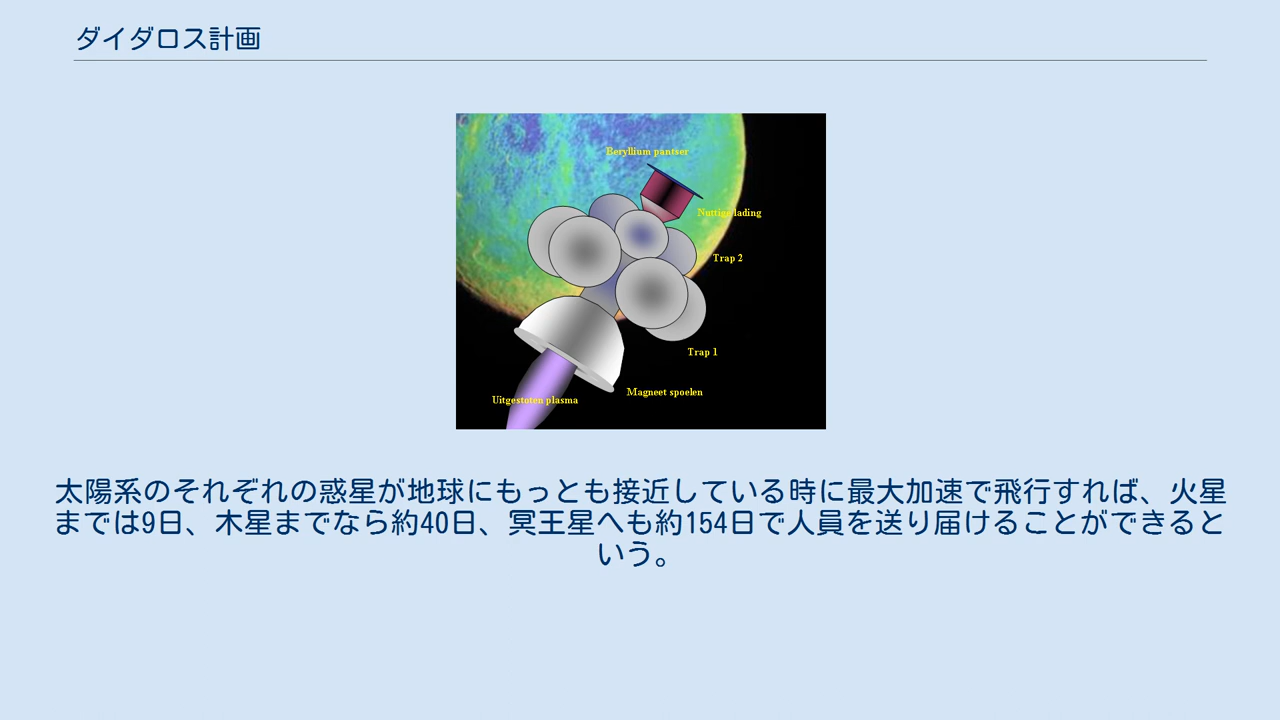 ダイダロス計画
Beryllium pantser
Nuttige lading
Trap 2
Trap 1
Magneet spoelen
Uitgestoten plasma
太陽系のそれぞれの惑星が地球にもっとも接近している時に最大加速で飛行すれば、火星
までは9日、木星までなら約40日、冥王星へも約154日で人員を送り届けることができると
いう。